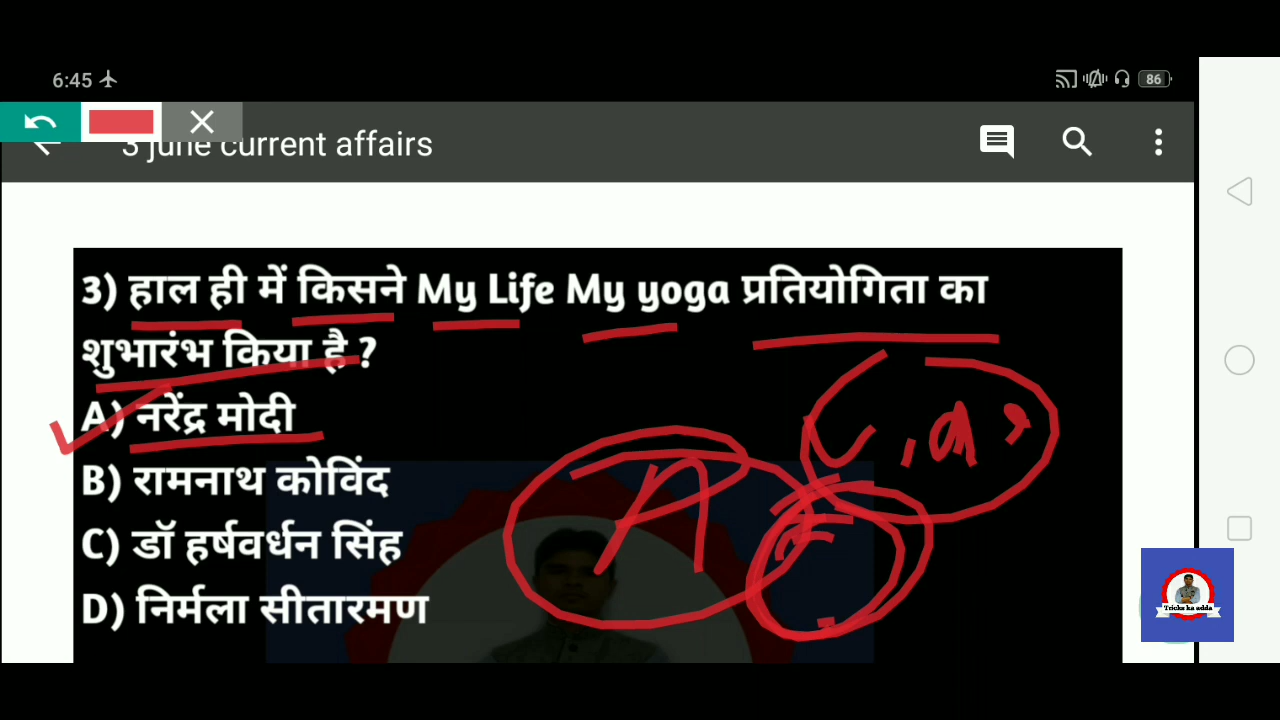 6:45
86
3 june current affairs
3) हाल ही में किसने My Life My yoga प्रतियोगिता का
शुभारंभ किया है ?
A) नरेंद्र मोदी
B) रामनाथ कोविंद
C) डॉ हर्षवर्धन सिंह
D) निर्मला सीतारमण
A
Tricks ka adda